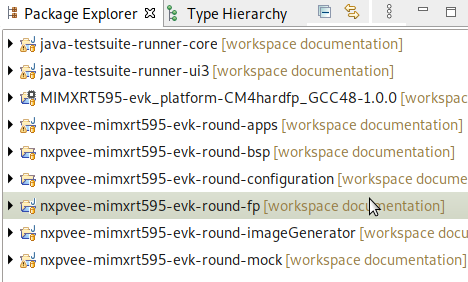 Package Explorer Type Hierarchy
java-testsuite-runner-core [workspace documentation]
java-testsuite-runner-ui3 [workspace documentation]
MIMXRT595-evk_platform-CM4hardfp_GCC48-1.0.0 [workspac
nxpvee-mimxrt595-evk-round-apps [workspace documentation]
nxpvee-mimxrt595-evk-round-bsp [workspace documentation]
nxpvee-mimxrt595-evk-round-configuration [workspace docume
nxpvee-mimxrt595-evk-round-fp [workspace documentation]
nxpvee-mimxrt595-evk-round-imageGenerator [workspace docu
nxpvee-mimxrt595-evk-round-mock [workspace documentation]